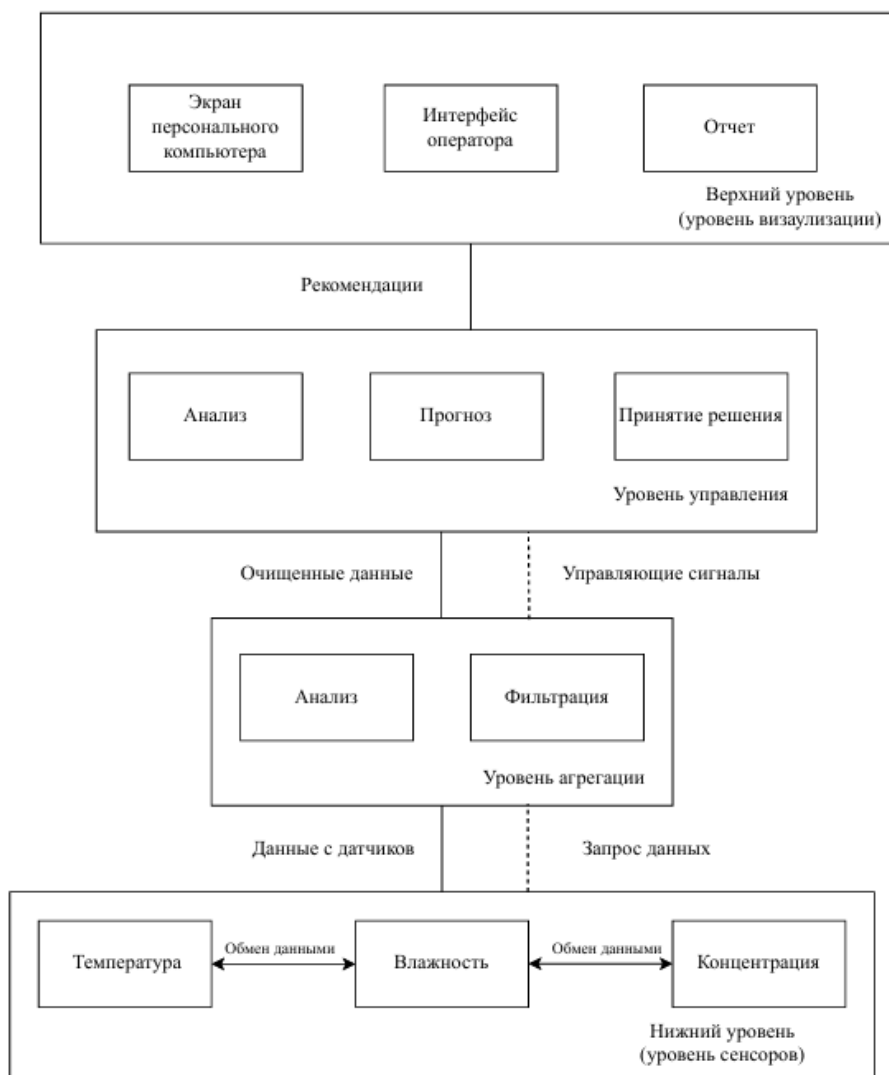 Экран
персонального
компьютера
Интерфейс
оператора
Отчет
Верхний уровень
(уровень визаулизации)
Рекомендации
Анализ
Прогноз
Принятие решения
Уровень управления
Очищенные данные
Управляющие сигналы
Анализ
Фильтрация
Уровень агрегации
Данные с датчиков
Запрос данных
Температура
Обмен данными
Влажность
Обмен данными
Концентрация
Нижний уровень
(уровень сенсоров)